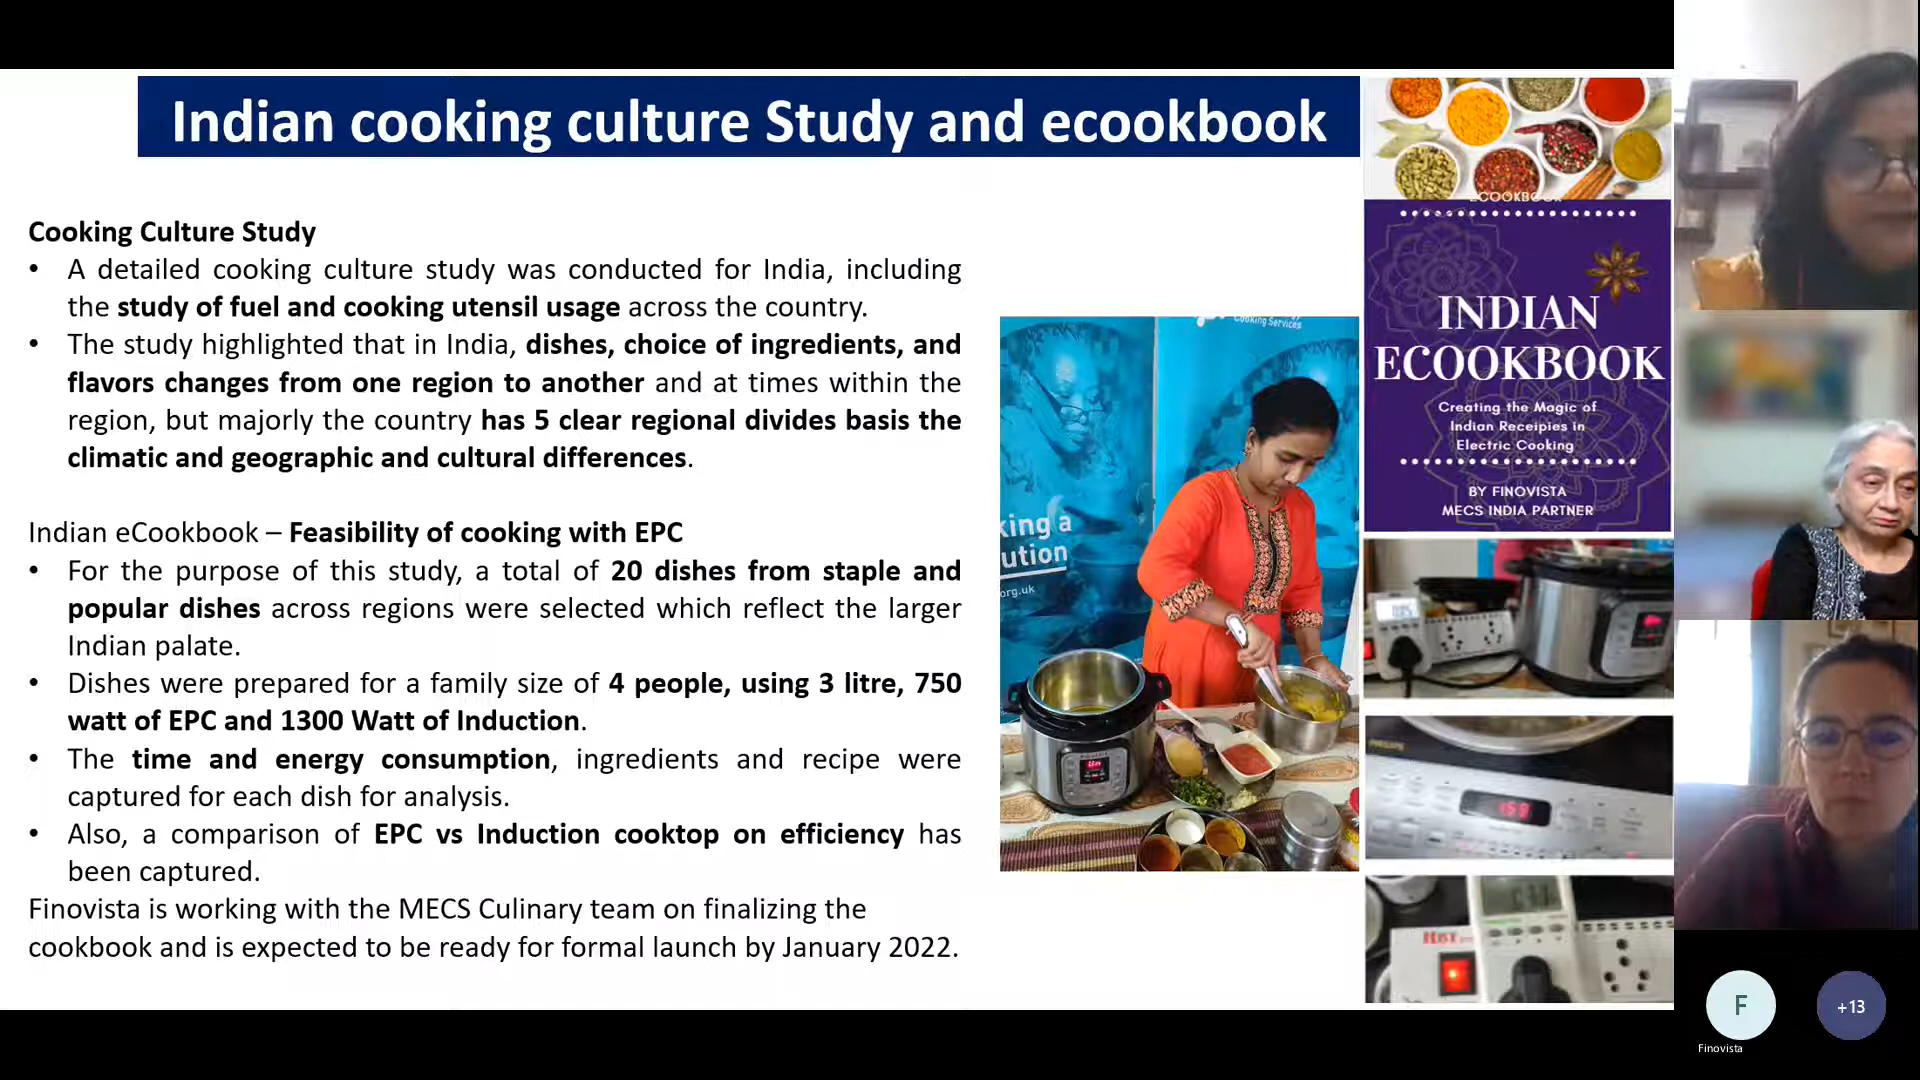 Indian cooking culture Study and ecookbook
Cooking Culture Study
• A detailed cooking culture study was conducted for India, including
the study of fuel and cooking utensil usage across the country.
• The study highlighted that in India, dishes, choice of ingredients, and
flavors changes from one region to another and at times within the
region, but majorly the country has 5 clear regional divides basis the
climatic and geographic and cultural differences.
Indian eCookbook – Feasibility of cooking with EPC
• For the purpose of this study, a total of 20 dishes from staple and
popular dishes across regions were selected which reflect the larger
Indian palate.
• Dishes were prepared for a family size of 4 people, using 3 litre, 750
watt of EPC and 1300 Watt of Induction.
• The time and energy consumption, ingredients and recipe were
captured for each dish for analysis.
• Also, a comparison of EPC vs Induction cooktop on efficiency has
been captured.
Finovista is working with the MECS Culinary team on finalizing the
cookbook and is expected to be ready for formal launch by January 2022.
Cooking Services
king a
ution
org.uk
ECOOKBOOK
INDIAN
ECOOKBOOK
Creating the Magic of
Indian Receipies in
Electric Cooking
BY FINOVISTA
MECS INDIA PARTNER
PHILIPS
F
+13
Finovista